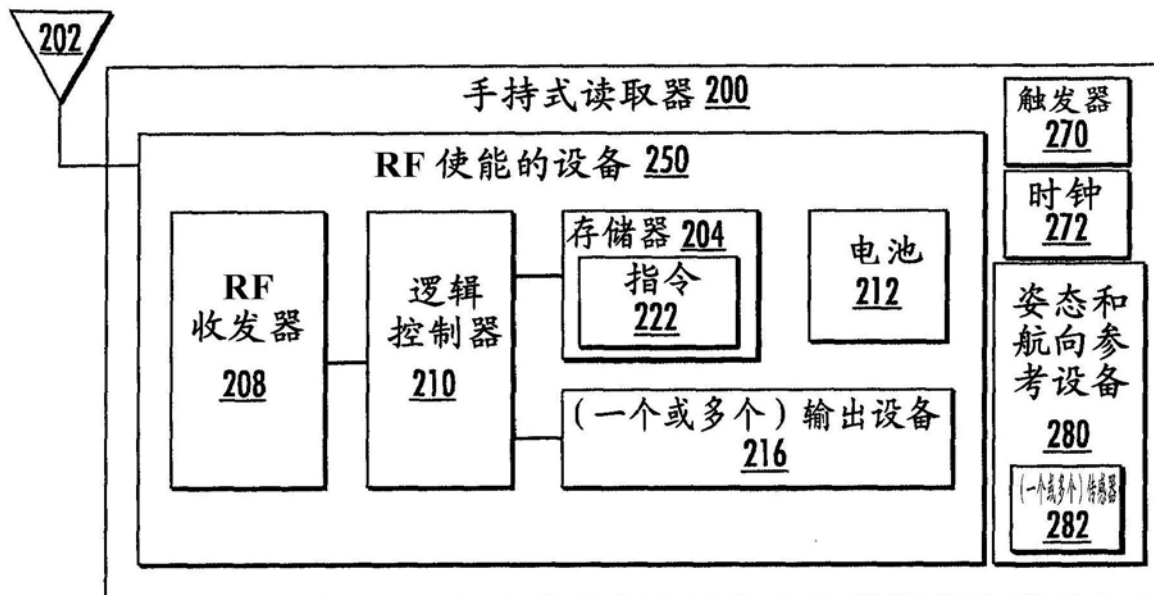 202
手持式读取器 200
RF 使能的设备 250
RF
收发器
208
逻辑
控制器
210
存储器 204
指令
222
电池
212
(一个或多个)输出设备
216
触发器
270
时钟
272
姿态和
航向参
考设备
280
(一个或多个)传感器
282